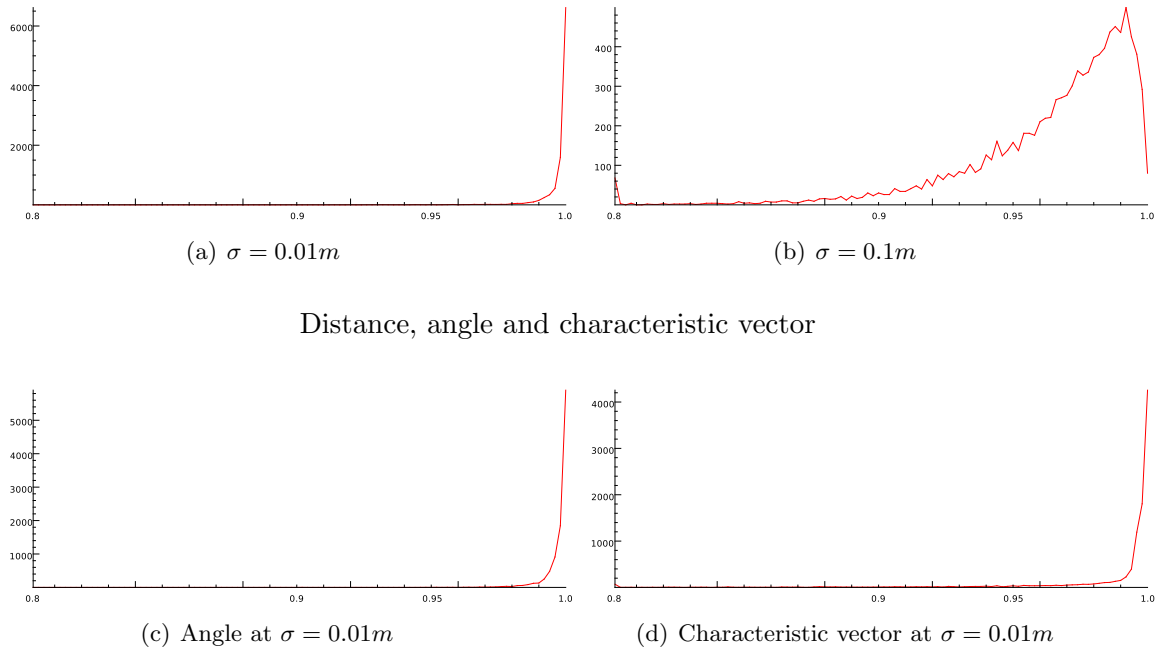 6000
4000
2000
0.8 0.9 0.95 1.0
400
300
200
100
0.8 0.9 0.95 1.0
(a) σ = 0.01m
(b) σ = 0.1m
Distance, angle and characteristic vector
5000
4000
3000
2000
1000
0.8 0.9 0.95 1.0
4000
3000
2000
1000
0.8 0.9 0.95 1.0
(c) Angle at σ = 0.01m
(d) Characteristic vector at σ = 0.01m